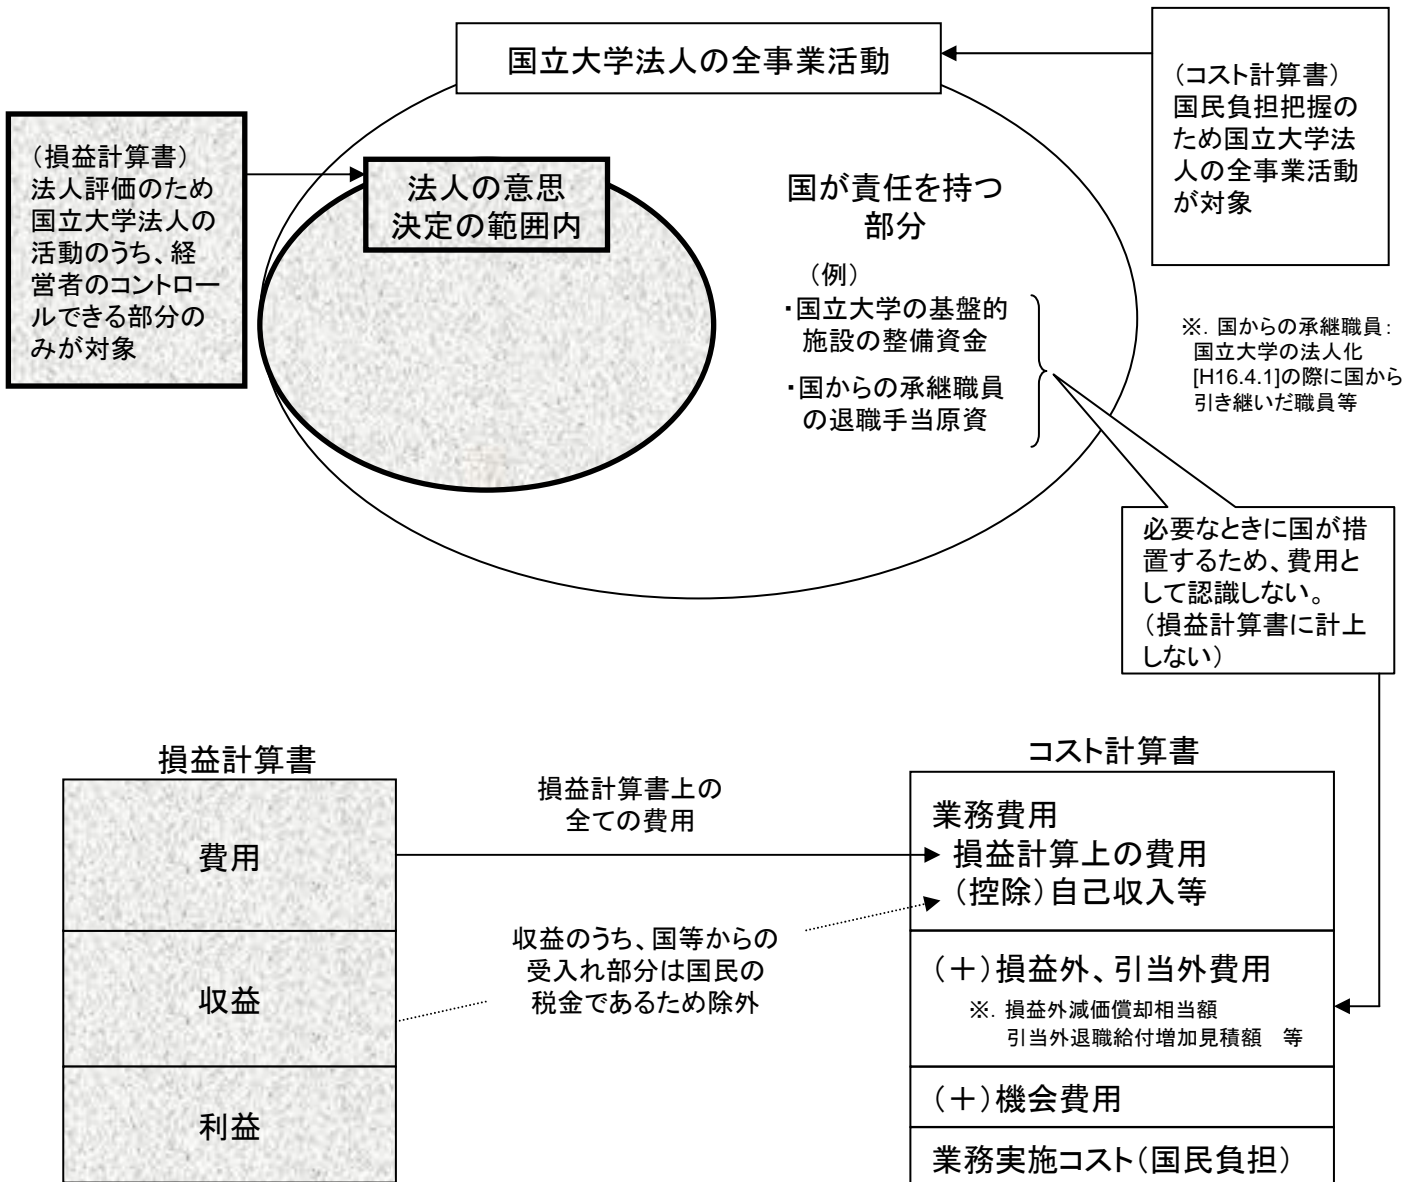 国立大学法人の全事業活動
（コスト計算書）
国民負担把握の
ため国立大学法
人の全事業活動
が対象
（損益計算書）
法人評価のため
国立大学法人の
活動のうち、経
営者のコントロー
ルできる部分の
みが対象
法人の意思
決定の範囲内
国が責任を持つ
部分
（例）
・国立大学の基盤的
施設の整備資金
・国からの承継職員
の退職手当原資
※．国からの承継職員：
国立大学の法人化
[H16.4.1]の際に国から
引き継いだ職員等
必要なときに国が措
置するため、費用と
して認識しない。
（損益計算書に計上
しない）
損益計算書
費用
収益
利益
損益計算書上の
全ての費用
収益のうち、国等からの
受入れ部分は国民の
税金であるため除外
コスト計算書
業務費用
損益計算上の費用
（控除）自己収入等
（＋）損益外、引当外費用
※．損益外減価償却相当額
引当外退職給付増加見積額　等
（＋）機会費用
業務実施コスト（国民負担）